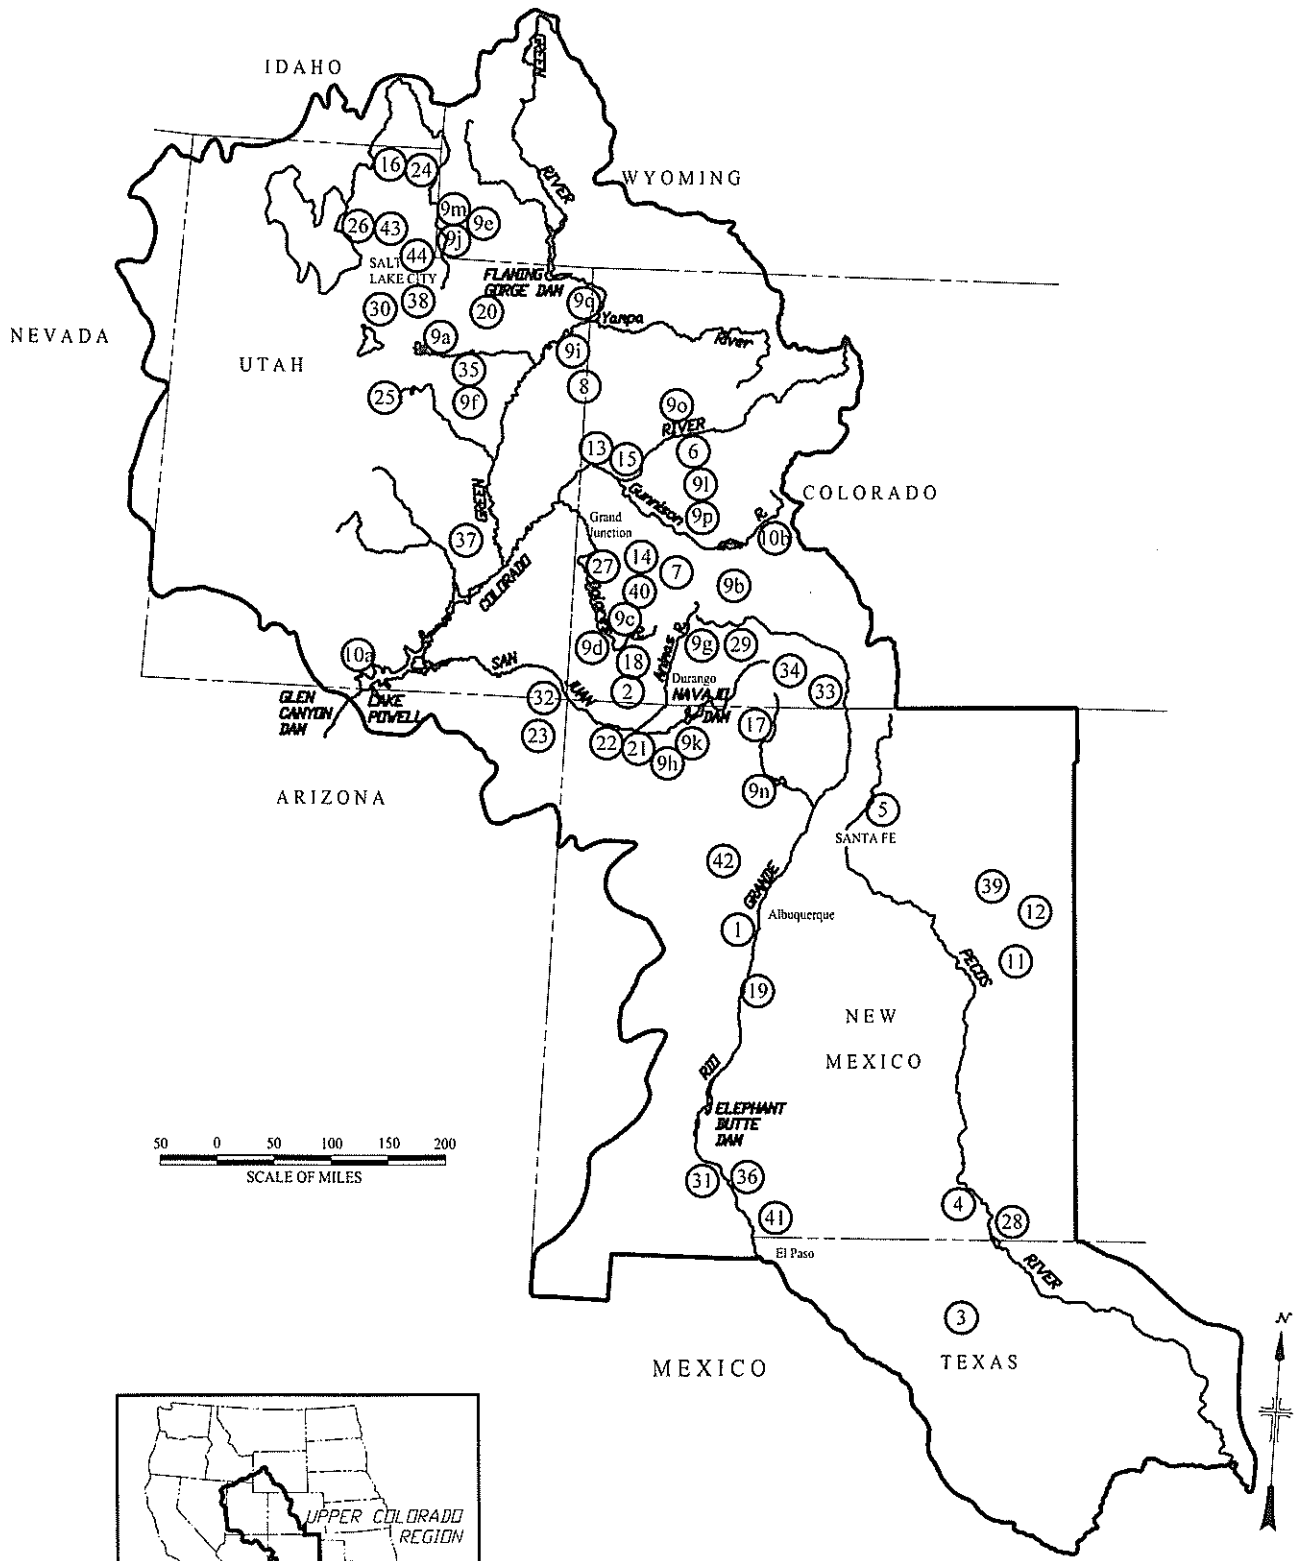 GREEN
IDAHO
RIVER
WYOMING
16
24
9m
9e
26
43
9j
44
SALT
LAKE CITY
FLAMING
GORGE DAM
30
38
20
9q
Yampa
River
NEVADA
9a
9i
UTAH
35
8
25
9f
9o
RIVER
13
15
6
GREEN
9l
Gunnison
COLORADO
9p
R.
Grand
Junction
10b
37
14
27
7
COLORADO
40
9b
Dolores
9c
R.
Animas R.
9d
9g
29
10a
SAN
18
34
Durango
JUAN
32
2
NAVAJO
DAM
33
GLEN
CANYON
DAM
LAKE
POWELL
17
23
22
21
9k
9h
ARIZONA
9n
5
SANTA FE
42
GRANDE
39
12
Albuquerque
1
PECOS
11
19
NEW
MEXICO
RIO
ELEPHANT
BUTTE
DAM
50 0 50 100 150 200
SCALE OF MILES
31
36
4
41
28
El Paso
RIVER
3
N
MEXICO
TEXAS
UPPER COLORADO
REGION